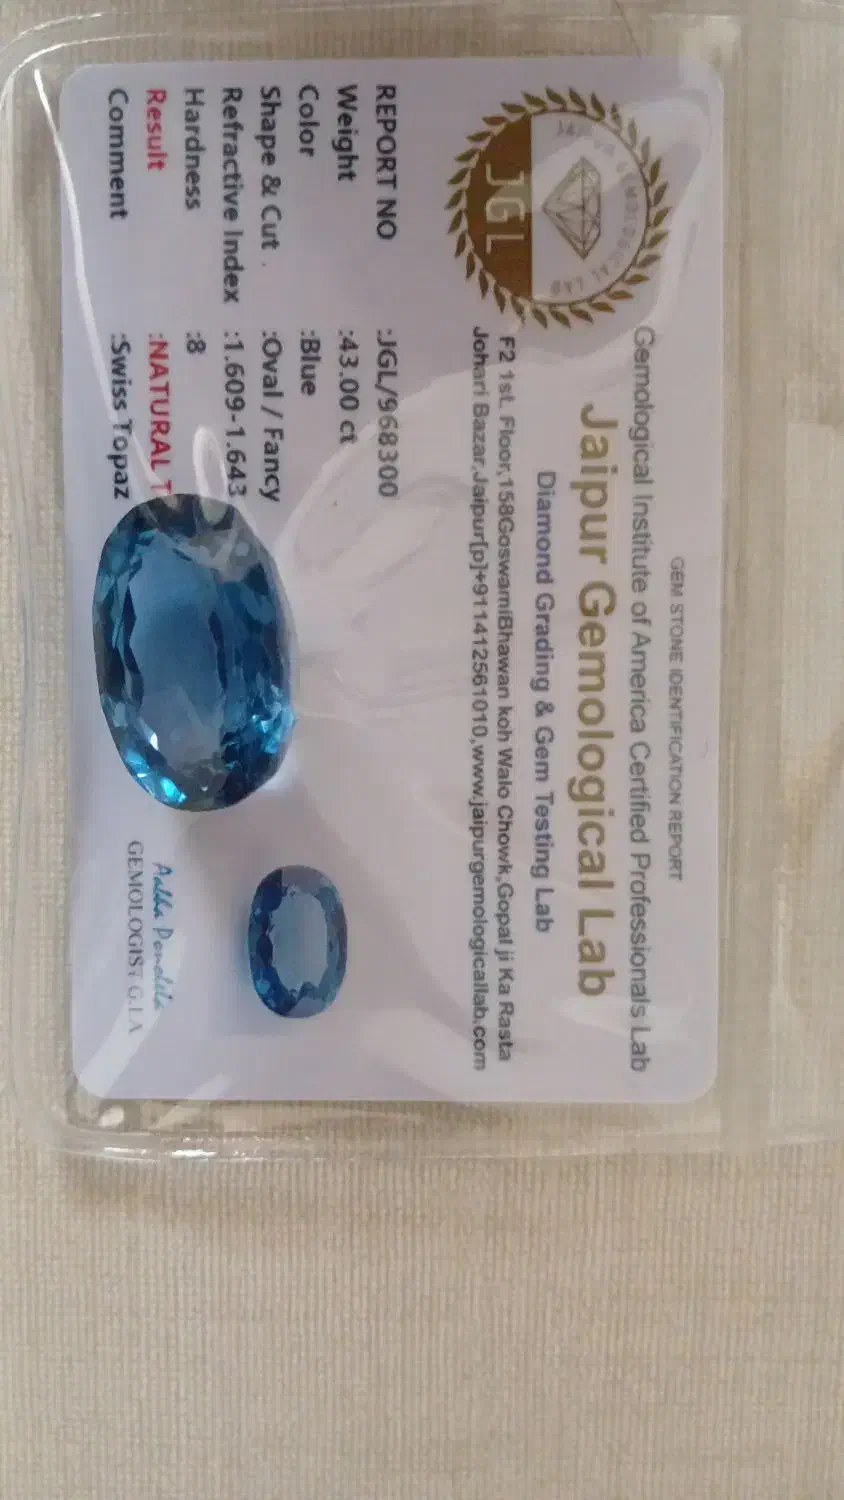 GEM STONE IDENTIFICATION REPORT
Gemological Institute of America Certified Professionals Lab
Jaipur Gemological Lab
Diamond Grading & Gem Testing Lab
F2 1st. Floor,158GoswamiBhawan koh Walo Chowk,Gopal ji Ka Rasta
Johari Bazar,Jaipur[p]+911412561010,www.jaipurgemologicallab.com
JAIPUR GEMOLOGICAL LAB
JGL
REPORT NO :JGL/968300
Weight :43.00 ct
Color :Blue
Shape & Cut . :Oval / Fancy
Refractive Index :1.609-1.643
Hardness :8
Result :NATURAL T
Comment :Swiss Topaz
GEMOLOGIST G.I.A